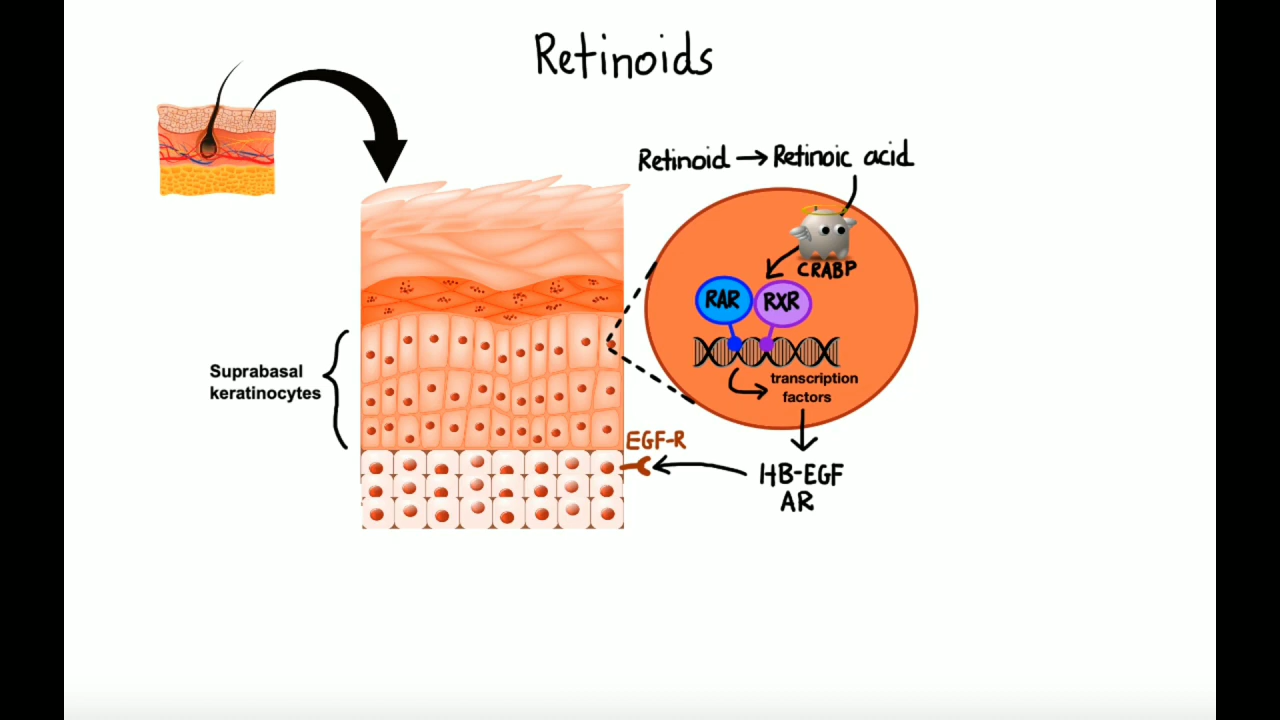 Retinoids
Retinoid → Retinoic acid
CRABP
RAR
RXR
transcription
factors
Suprabasal
keratinocytes
EGF-R
HB-EGF
AR